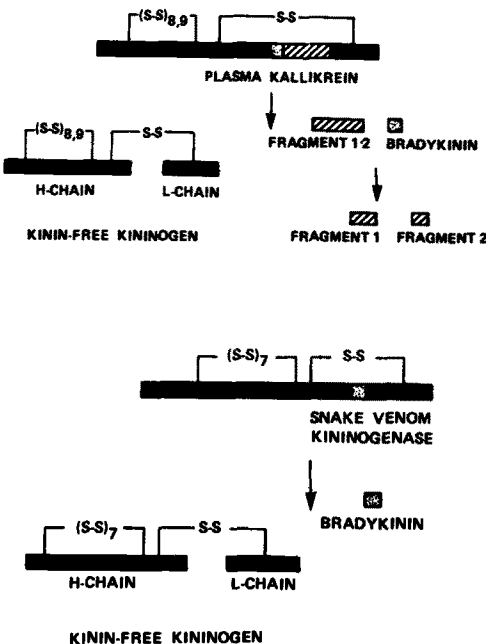 (S-S)8,9
S-S
PLASMA KALLIKREIN
FRAGMENT 1·2 BRADYKININ
(S-S)8,9
S-S
H-CHAIN L-CHAIN
KININ-FREE KININOGEN
FRAGMENT 1 FRAGMENT 2
(S-S)7
S-S
SNAKE VENOM
KININOGENASE
BRADYKININ
(S-S)7
S-S
H-CHAIN L-CHAIN
KININ-FREE KININOGEN